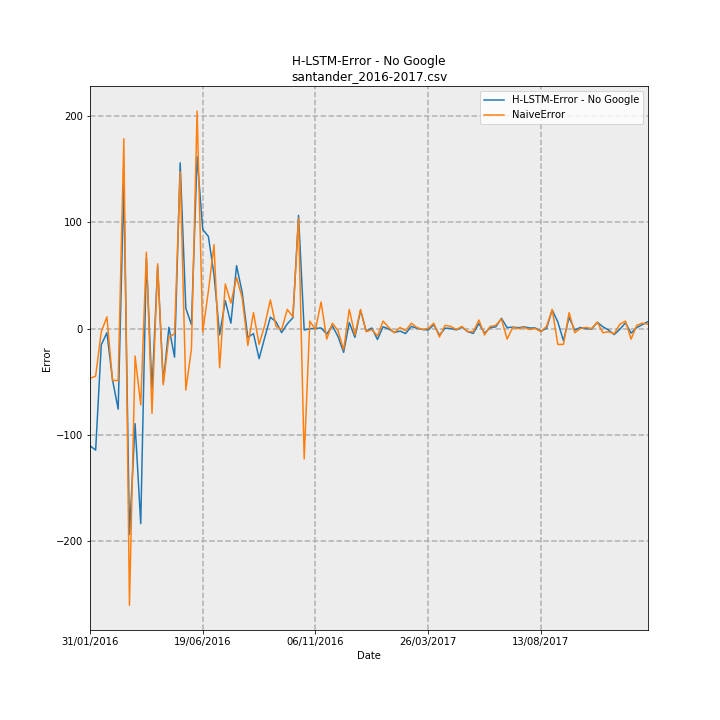 H-LSTM-Error - No Google
santander_2016-2017.csv
H-LSTM-Error - No Google
NaiveError
200
100
0
−100
−200
Error
31/01/2016
19/06/2016
06/11/2016
26/03/2017
13/08/2017
Date